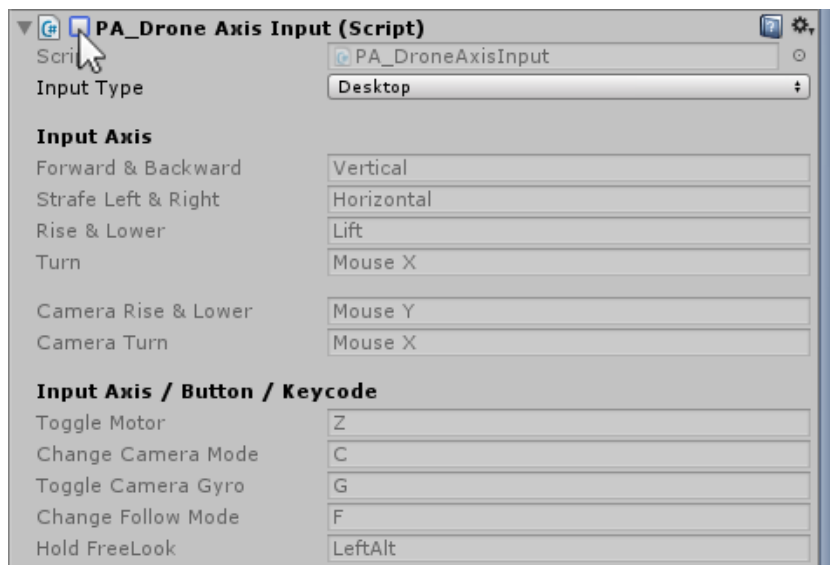 PA_Drone Axis Input (Script)
Script PA_DroneAxisInput
Input Type Desktop
Input Axis
Forward & Backward Vertical
Strafe Left & Right Horizontal
Rise & Lower Lift
Turn Mouse X
Camera Rise & Lower Mouse Y
Camera Turn Mouse X
Input Axis / Button / Keycode
Toggle Motor Z
Change Camera Mode C
Toggle Camera Gyro G
Change Follow Mode F
Hold FreeLook LeftAlt